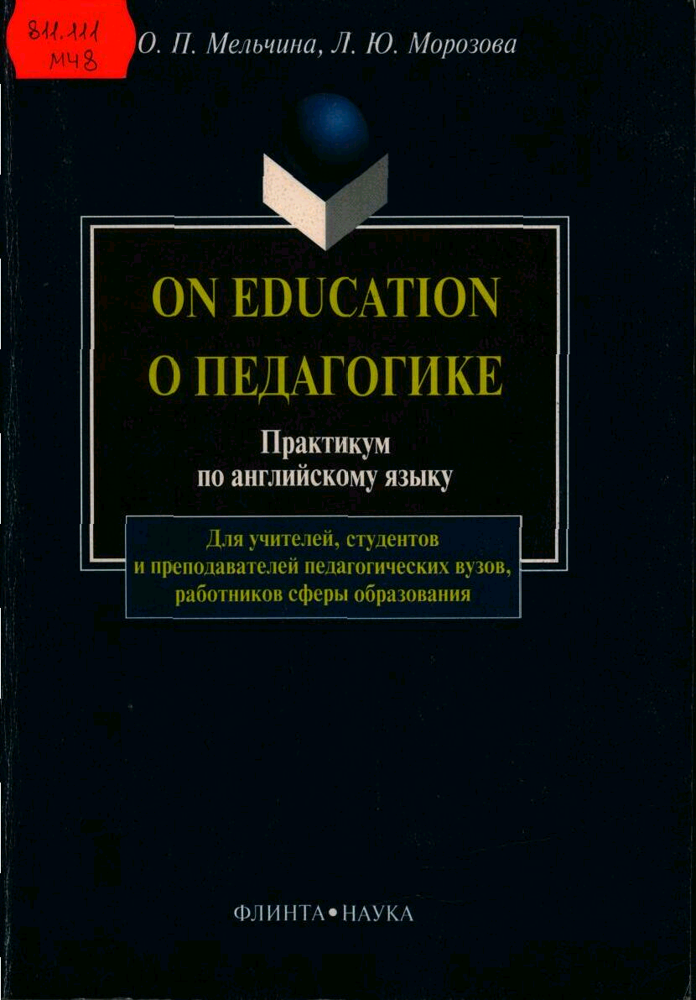 811.111
М48
О. П. Мельчина, Л. Ю. Морозова
ON EDUCATION
О ПЕДАГОГИКЕ
Практикум
по английскому языку
Для учителей, студентов
и преподавателей педагогических вузов,
работников сферы образования
ФЛИНТА•НАУКА